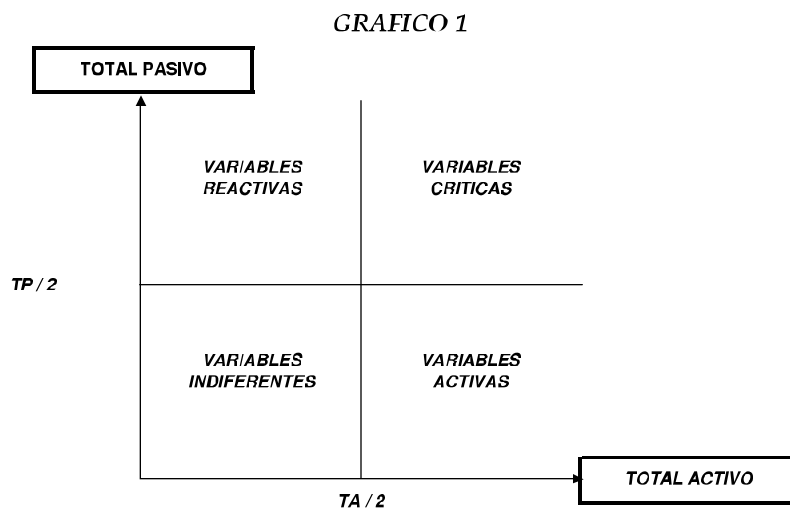 GRAFICO 1
TOTAL PASIVO
VARIABLES
REACTIVAS
VARIABLES
CRITICAS
TP / 2
VARIABLES
INDIFERENTES
VARIABLES
ACTIVAS
TOTAL ACTIVO
TA / 2